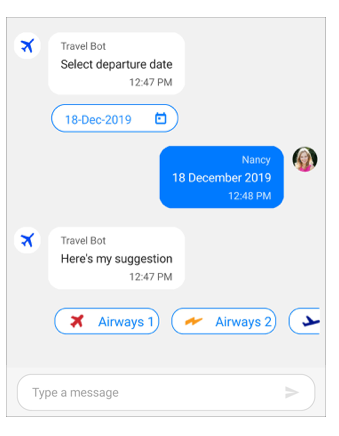 Travel Bot
Select departure date
12:47 PM
18-Dec-2019
Nancy
18 December 2019
12:48 PM
Travel Bot
Here's my suggestion
12:47 PM
Airways 1
Airways 2
Type a message